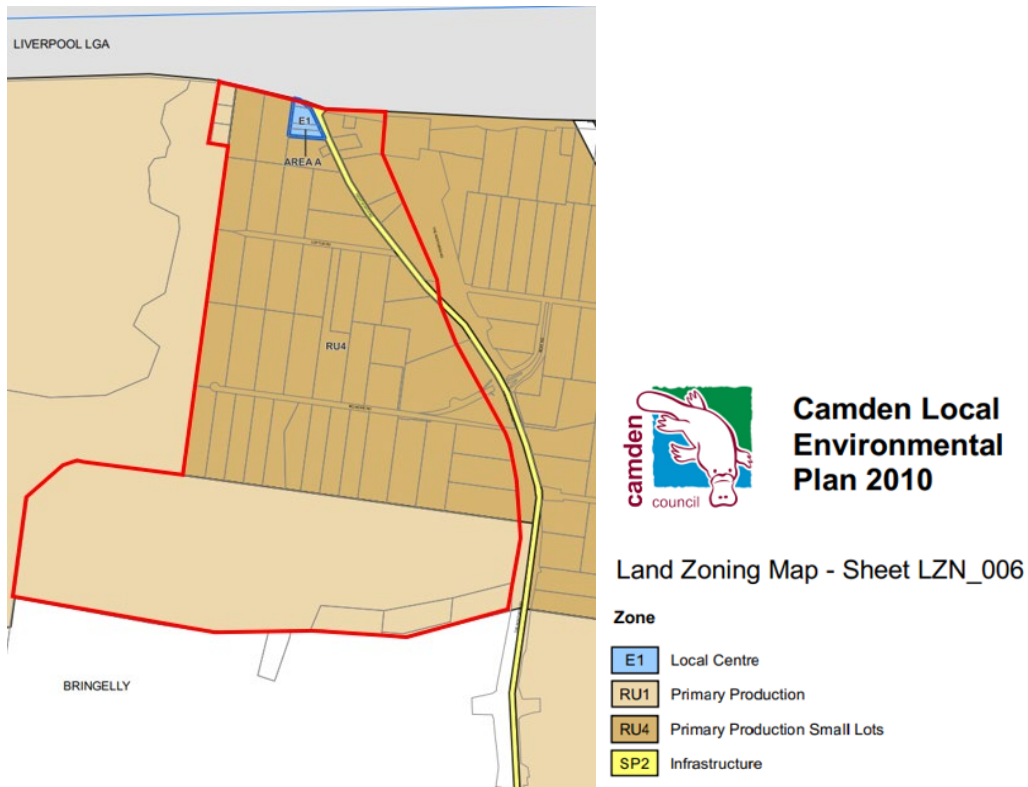 LIVERPOOL LGA
E1
AREA A
RU4
BRINGELLY
camden
council
Camden Local
Environmental
Plan 2010
Land Zoning Map - Sheet LZN_006
Zone
E1 Local Centre
RU1 Primary Production
RU4 Primary Production Small Lots
SP2 Infrastructure